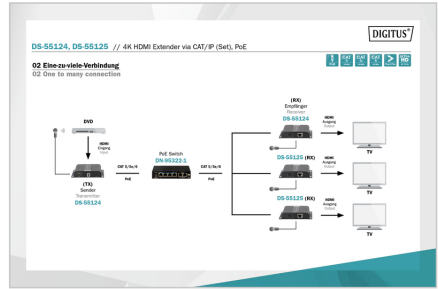 DIGITUS®
DS-55124, DS-55125 // 4K HDMI Extender via CAT/IP (Set), PoE
02 Eine-zu-viele-Verbindung
02 One to many connection
DVD
HDMI
Eingang
Input
(TX)
Sender
Transmitter
DS-55124
CAT 5/5e/6
PoE
PoE Switch
DN-95322-1
CAT 5/5e/6
PoE
(RX)
Empfänger
Receiver
DS-55124
HDMI
Ausgang
Output
TV
DS-55125 (RX)
HDMI
Ausgang
Output
TV
DS-55125 (RX)
HDMI
Ausgang
Output
TV